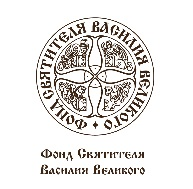 ФОНД СВЯТИТЕЛЯ ВАСИЛИЯ ВЕЛИКОГО
Фонд Святителя
Василия Великого